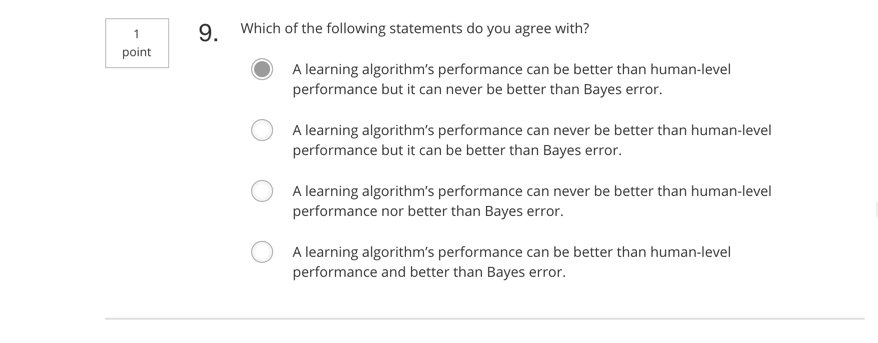 1
point
9.
Which of the following statements do you agree with?
A learning algorithm's performance can be better than human-level
performance but it can never be better than Bayes error.
A learning algorithm's performance can never be better than human-level
performance but it can be better than Bayes error.
A learning algorithm's performance can never be better than human-level
performance nor better than Bayes error.
A learning algorithm's performance can be better than human-level
performance and better than Bayes error.